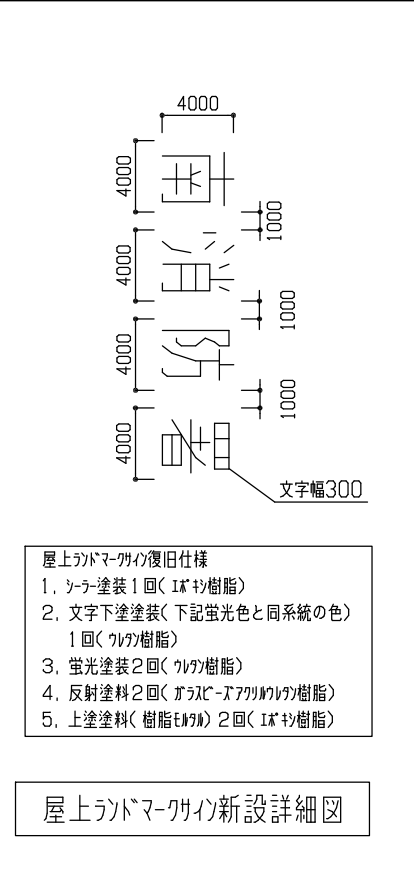 4000
4000
南
1000
4000
消
1000
4000
防
1000
4000
署
文字幅300
屋上ランドマークサイン復旧仕様
1, シーラー塗装1回( エポキシ樹脂)
2, 文字下塗塗装( 下記蛍光色と同系統の色)
1回( ウレタン樹脂)
3, 蛍光塗装2回( ウレタン樹脂)
4, 反射塗料2回( ガラスビーズアクリルウレタン樹脂)
5, 上塗塗料( 樹脂モルタル) 2回( エポキシ樹脂)
屋上ランドマークサイン新設詳細図